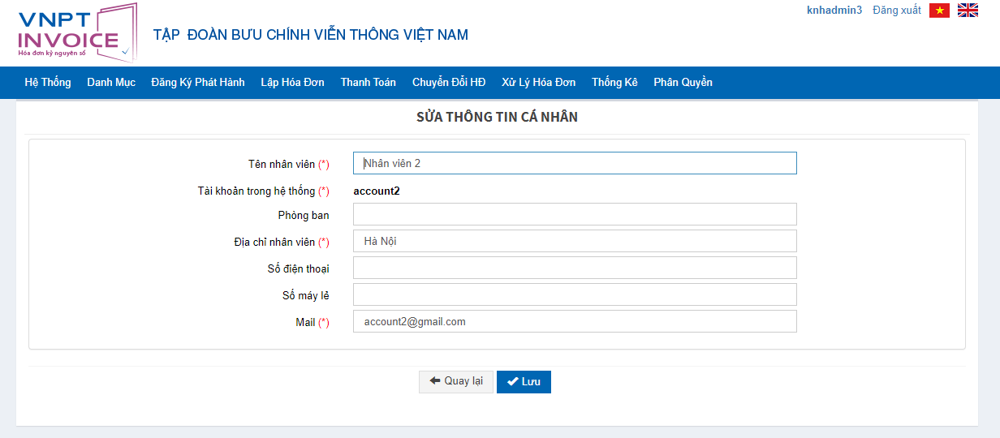 VNPT
INVOICE
Hóa đơn kỷ nguyên số
TẬP ĐOÀN BƯU CHÍNH VIỄN THÔNG VIỆT NAM
knhadmin3 Đăng xuất
Hệ Thống Danh Mục Đăng Ký Phát Hành Lập Hóa Đơn Thanh Toán Chuyển Đổi HĐ Xử Lý Hóa Đơn Thống Kê Phân Quyền
SỬA THÔNG TIN CÁ NHÂN
Tên nhân viên (*) Nhân viên 2
Tài khoản trong hệ thống (*) account2
Phòng ban
Địa chỉ nhân viên (*) Hà Nội
Số điện thoại
Số máy lẻ
Mail (*) account2@gmail.com
Quay lại Lưu